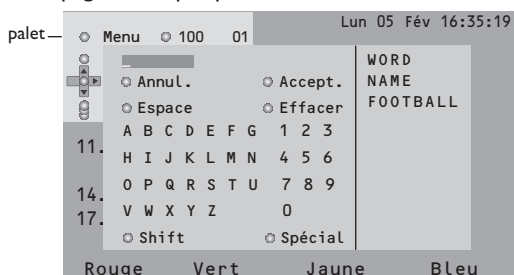 Lun 05 Fév 16:35:19
palet
Menu 100 01
WORD
Annul. Accept.
NAME
Espace Effacer
FOOTBALL
A B C D E F G 1 2 3
11.
H I J K L M N 4 5 6
O P Q R S T U 7 8 9
14.
V W X Y Z 0
17.
Shift Spécial
Rouge Vert Jaune Bleu